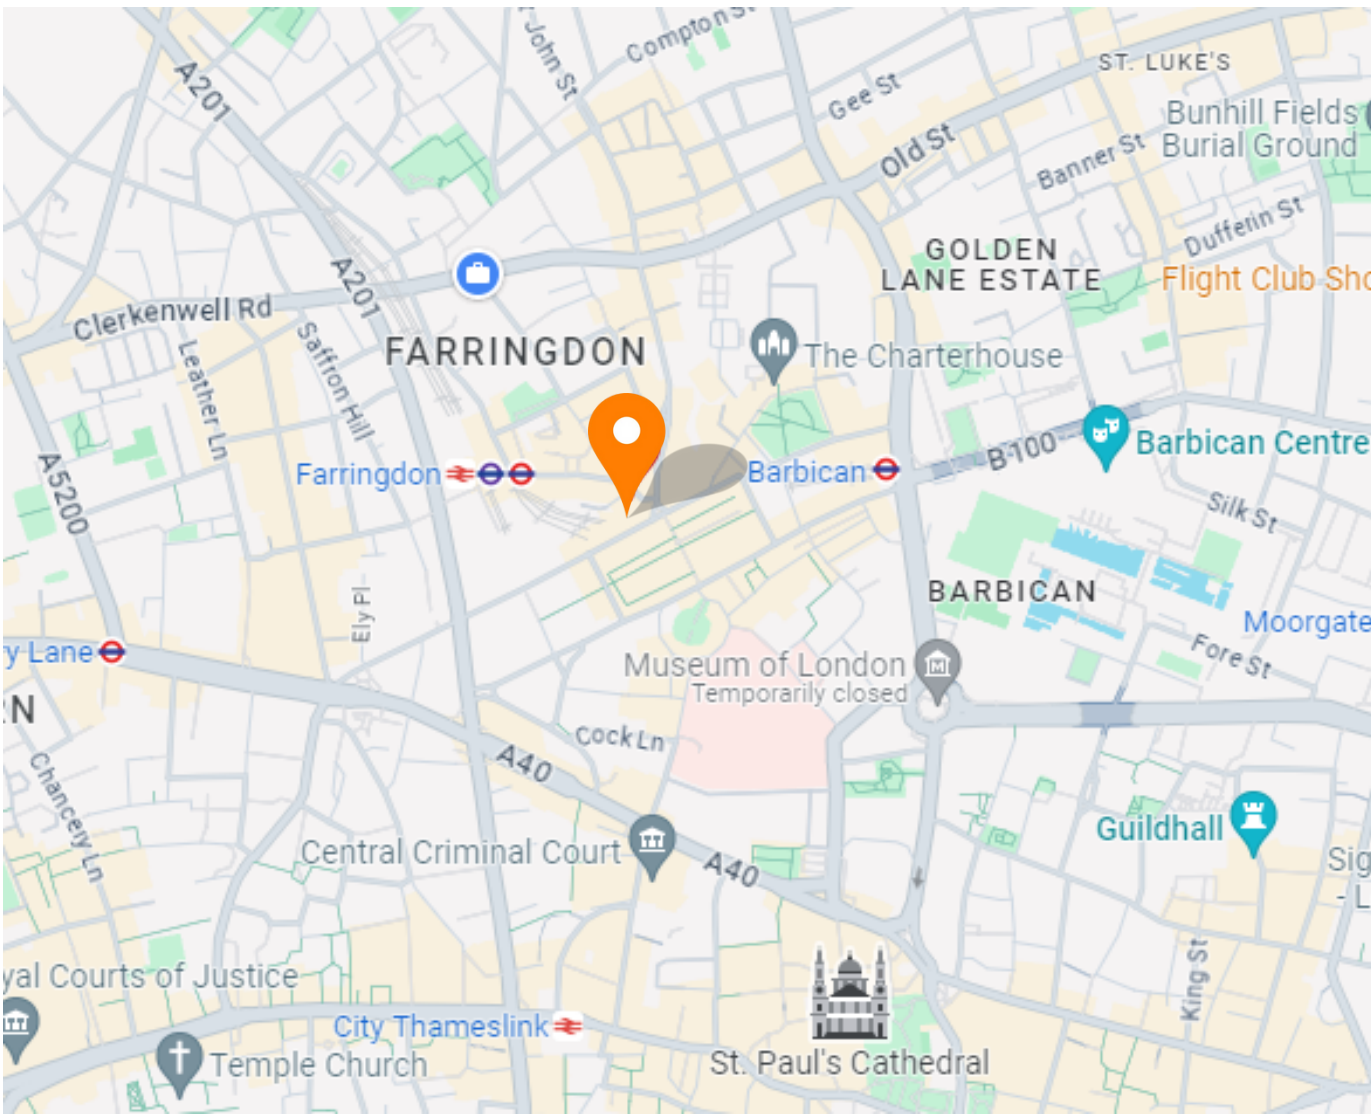 Compton St
John St
ST. LUKE'S
A201
Gee St
Bunhill Fields
Burial Ground
Old St
Banner St
Dufferin St
GOLDEN
LANE ESTATE
A201
Flight Club Sho
Clerkenwell Rd
Leather Ln
Saffron Hill
FARRINGDON
The Charterhouse
Barbican Centre
B100
A5200
Farringdon
Barbican
Silk St
Ely Pl
BARBICAN
Moorgate
ry Lane
Fore St
Museum of London
Temporarily closed
M
N
Cock Ln
A40
Chancery Ln
Guildhall
Central Criminal Court
A40
Sig
- L
King St
yal Courts of Justice
City Thameslink
Temple Church
St. Paul's Cathedral